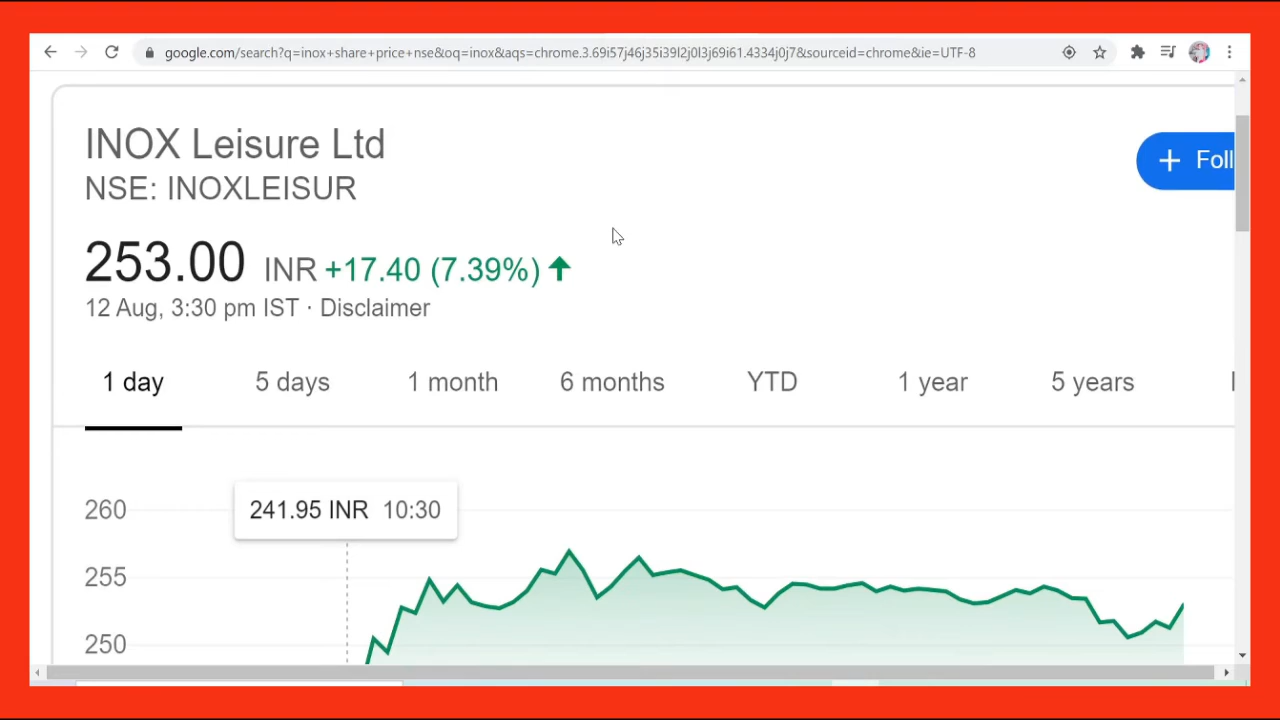 google.com/search?q=inox+share+price+nse&oq=inox&aqs=chrome.3.69i57j46j35i39l2j0l3j69i61.4334j0j7&sourceid=chrome&ie=UTF-8
INOX Leisure Ltd
+ Foll
NSE: INOXLEISUR
253.00 INR +17.40 (7.39%)
12 Aug, 3:30 pm IST · Disclaimer
1 day 5 days 1 month 6 months YTD 1 year 5 years
260
241.95 INR 10:30
255
250